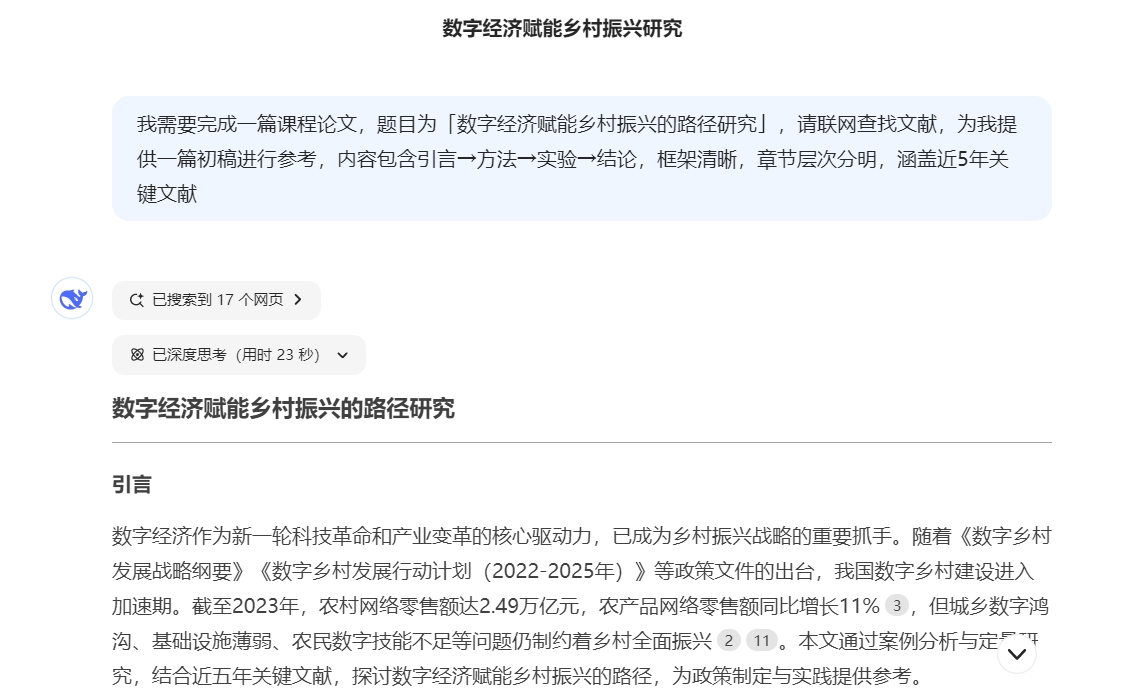 数字经济赋能乡村振兴研究
我需要完成一篇课程论文，题目为「数字经济赋能乡村振兴的路径研究」，请联网查找文献，为我提
供一篇初稿进行参考，内容包含引言→方法→实验→结论，框架清晰，章节层次分明，涵盖近5年关
键文献
已搜索到 17 个网页
已深度思考（用时 23 秒）
数字经济赋能乡村振兴的路径研究
引言
数字经济作为新一轮科技革命和产业变革的核心驱动力，已成为乡村振兴战略的重要抓手。随着《数字乡村
发展战略纲要》《数字乡村发展行动计划（2022-2025年）》等政策文件的出台，我国数字乡村建设进入
加速期。截至2023年，农村网络零售额达2.49万亿元，农产品网络零售额同比增长11% 3 ，但城乡数字鸿
沟、基础设施薄弱、农民数字技能不足等问题仍制约着乡村全面振兴 2 11 。本文通过案例分析与定
究，结合近五年关键文献，探讨数字经济赋能乡村振兴的路径，为政策制定与实践提供参考。